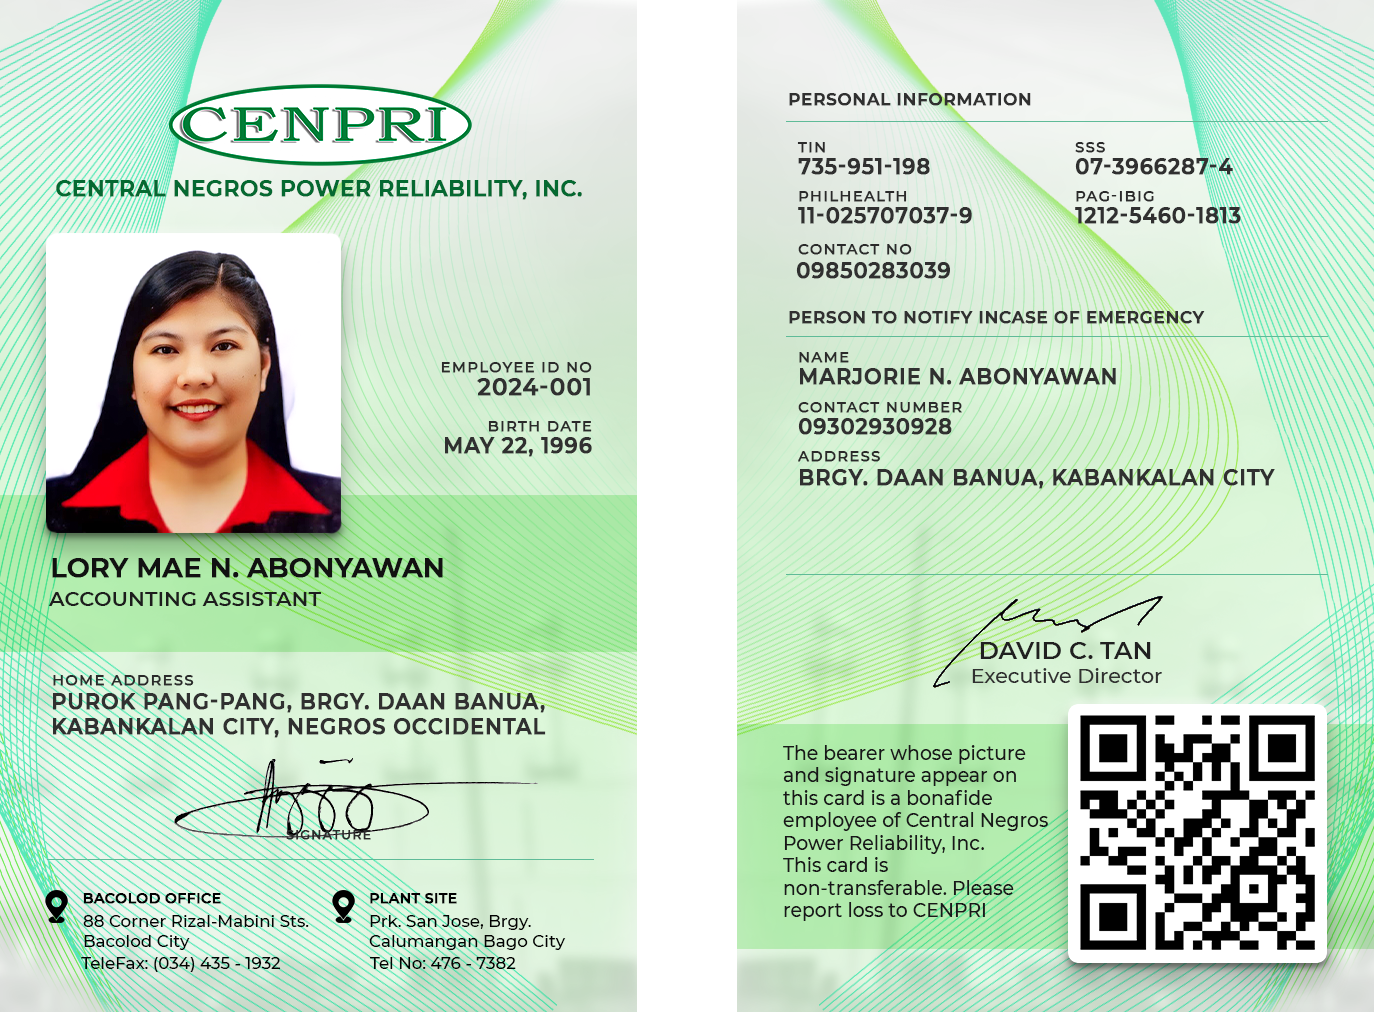 CENPRI
CENTRAL NEGROS POWER RELIABILITY, INC.
EMPLOYEE ID NO
2024-001
BIRTH DATE
MAY 22, 1996
LORY MAE N. ABONYAWAN
ACCOUNTING ASSISTANT
HOME ADDRESS
PUROK PANG-PANG, BRGY. DAAN BANUA,
KABANKALAN CITY, NEGROS OCCIDENTAL
SIGNATURE
BACOLOD OFFICE
88 Corner Rizal-Mabini Sts.
Bacolod City
TeleFax: (034) 435 - 1932
PLANT SITE
Prk. San Jose, Brgy.
Calumangan Bago City
Tel No: 476 - 7382
PERSONAL INFORMATION
TIN
735-951-198
SSS
07-3966287-4
PHILHEALTH
11-025707037-9
PAG-IBIG
1212-5460-1813
CONTACT NO
09850283039
PERSON TO NOTIFY INCASE OF EMERGENCY
NAME
MARJORIE N. ABONYAWAN
CONTACT NUMBER
09302930928
ADDRESS
BRGY. DAAN BANUA, KABANKALAN CITY
DAVID C. TAN
Executive Director
The bearer whose picture
and signature appear on
this card is a bonafide
employee of Central Negros
Power Reliability, Inc.
This card is
non-transferable. Please
report loss to CENPRI